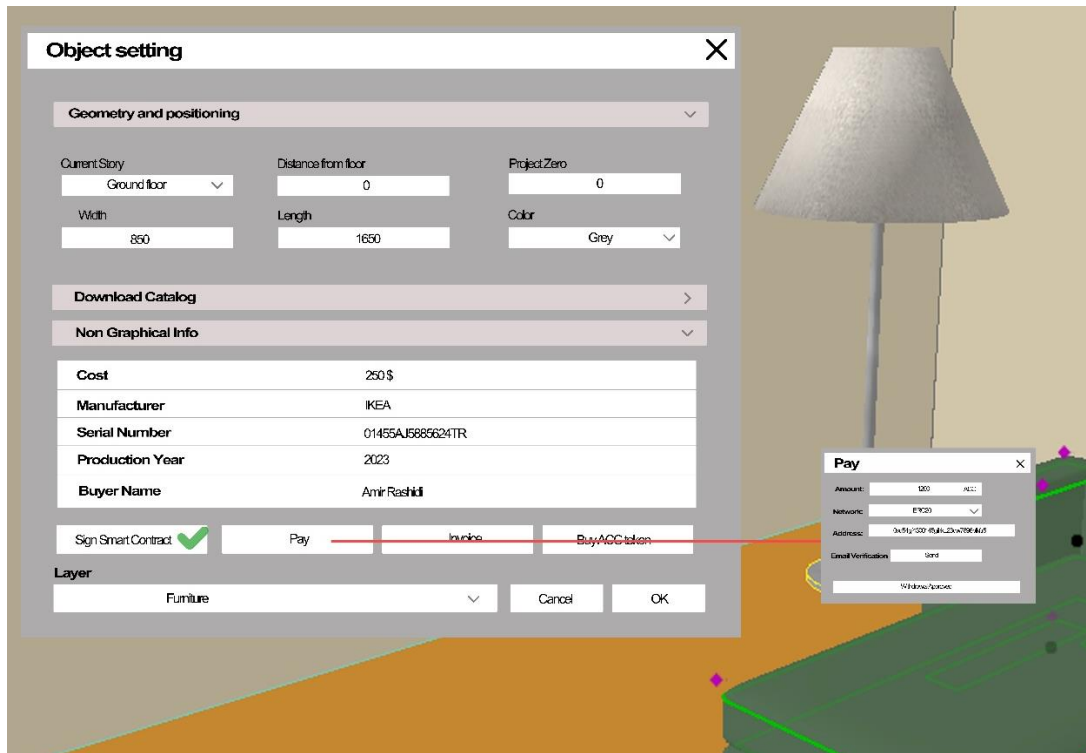 Object setting
Geometry and positioning
Current Story
Distance from floor
Project Zero
Ground floor
0
0
Width
Length
Color
850
1650
Grey
Download Catalog
Non Graphical Info
Cost 250 $
Manufacturer IKEA
Serial Number 01455AJ5885624TR
Production Year 2023
Buyer Name Amir Rashidi
Sign Smart Contract
Pay
Invoice
Buy ACC token
Layer
Furniture
Cancel
OK
Pay
Amount: 1200 ACC
Network: ERC20
Address:
Email Verification Send